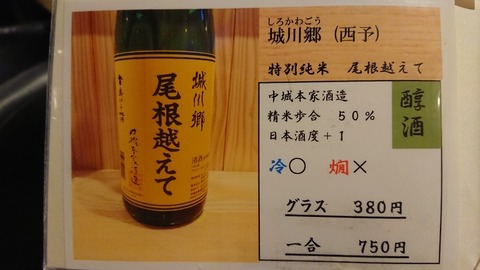 しろかわごう
城川郷 (西予)
特別純米 尾根越えて
中城本家酒造
精米歩合 50%
日本酒度+1
醇酒
冷○ 燗×
グラス 380円
一合 750円
城川郷
尾根越えて
清酒